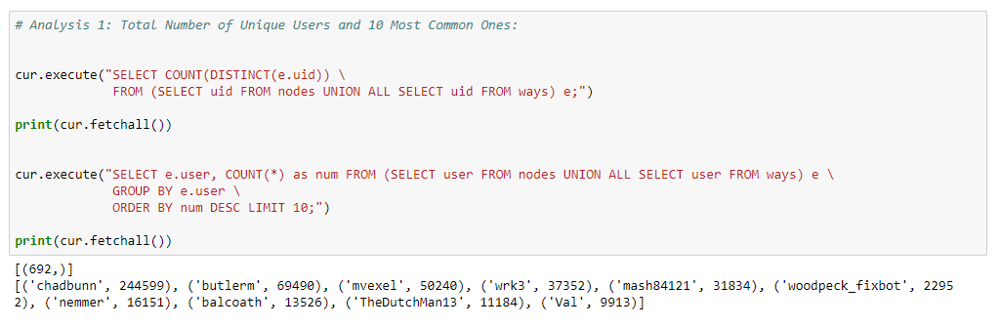 # Analysis 1: Total Number of Unique Users and 10 Most Common Ones:
cur.execute("SELECT COUNT(DISTINCT(e.uid)) \
FROM (SELECT uid FROM nodes UNION ALL SELECT uid FROM ways) e;")
print(cur.fetchall())
cur.execute("SELECT e.user, COUNT(*) as num FROM (SELECT user FROM nodes UNION ALL SELECT user FROM ways) e \
GROUP BY e.user \
ORDER BY num DESC LIMIT 10;")
print(cur.fetchall())
[(692,)]
[('chadbunn', 244599), ('butlerm', 69490), ('mvexel', 50240), ('wrk3', 37352), ('mash84121', 31834), ('woodpeck_fixbot', 2295
2), ('nemmer', 16151), ('balcoath', 13526), ('TheDutchMan13', 11184), ('Val', 9913)]